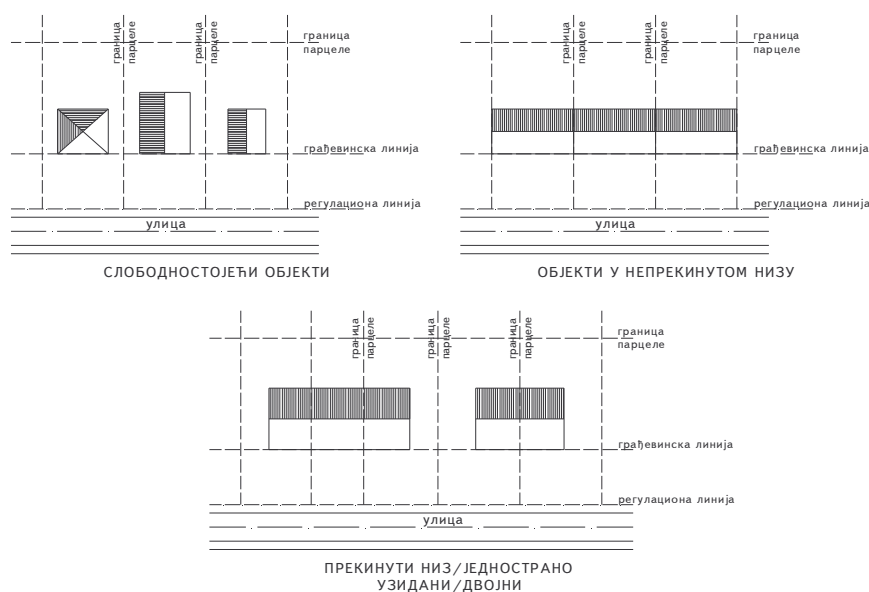 граница
парцеле
граница
парцеле
граница
парцеле
грађевинска линија
регулациона линија
улица
СЛОБОДНОСТОЈЕЋИ ОБЈЕКТИ
граница
парцеле
граница
парцеле
граница
парцеле
грађевинска линија
регулациона линија
улица
ОБЈЕКТИ У НЕПРЕКИНУТОМ НИЗУ
граница
парцеле
граница
парцеле
граница
парцеле
граница
парцеле
грађевинска линија
регулациона линија
улица
ПРЕКИНУТИ НИЗ/ЈЕДНОСТРАНО
УЗИДАНИ/ДВОЈНИ